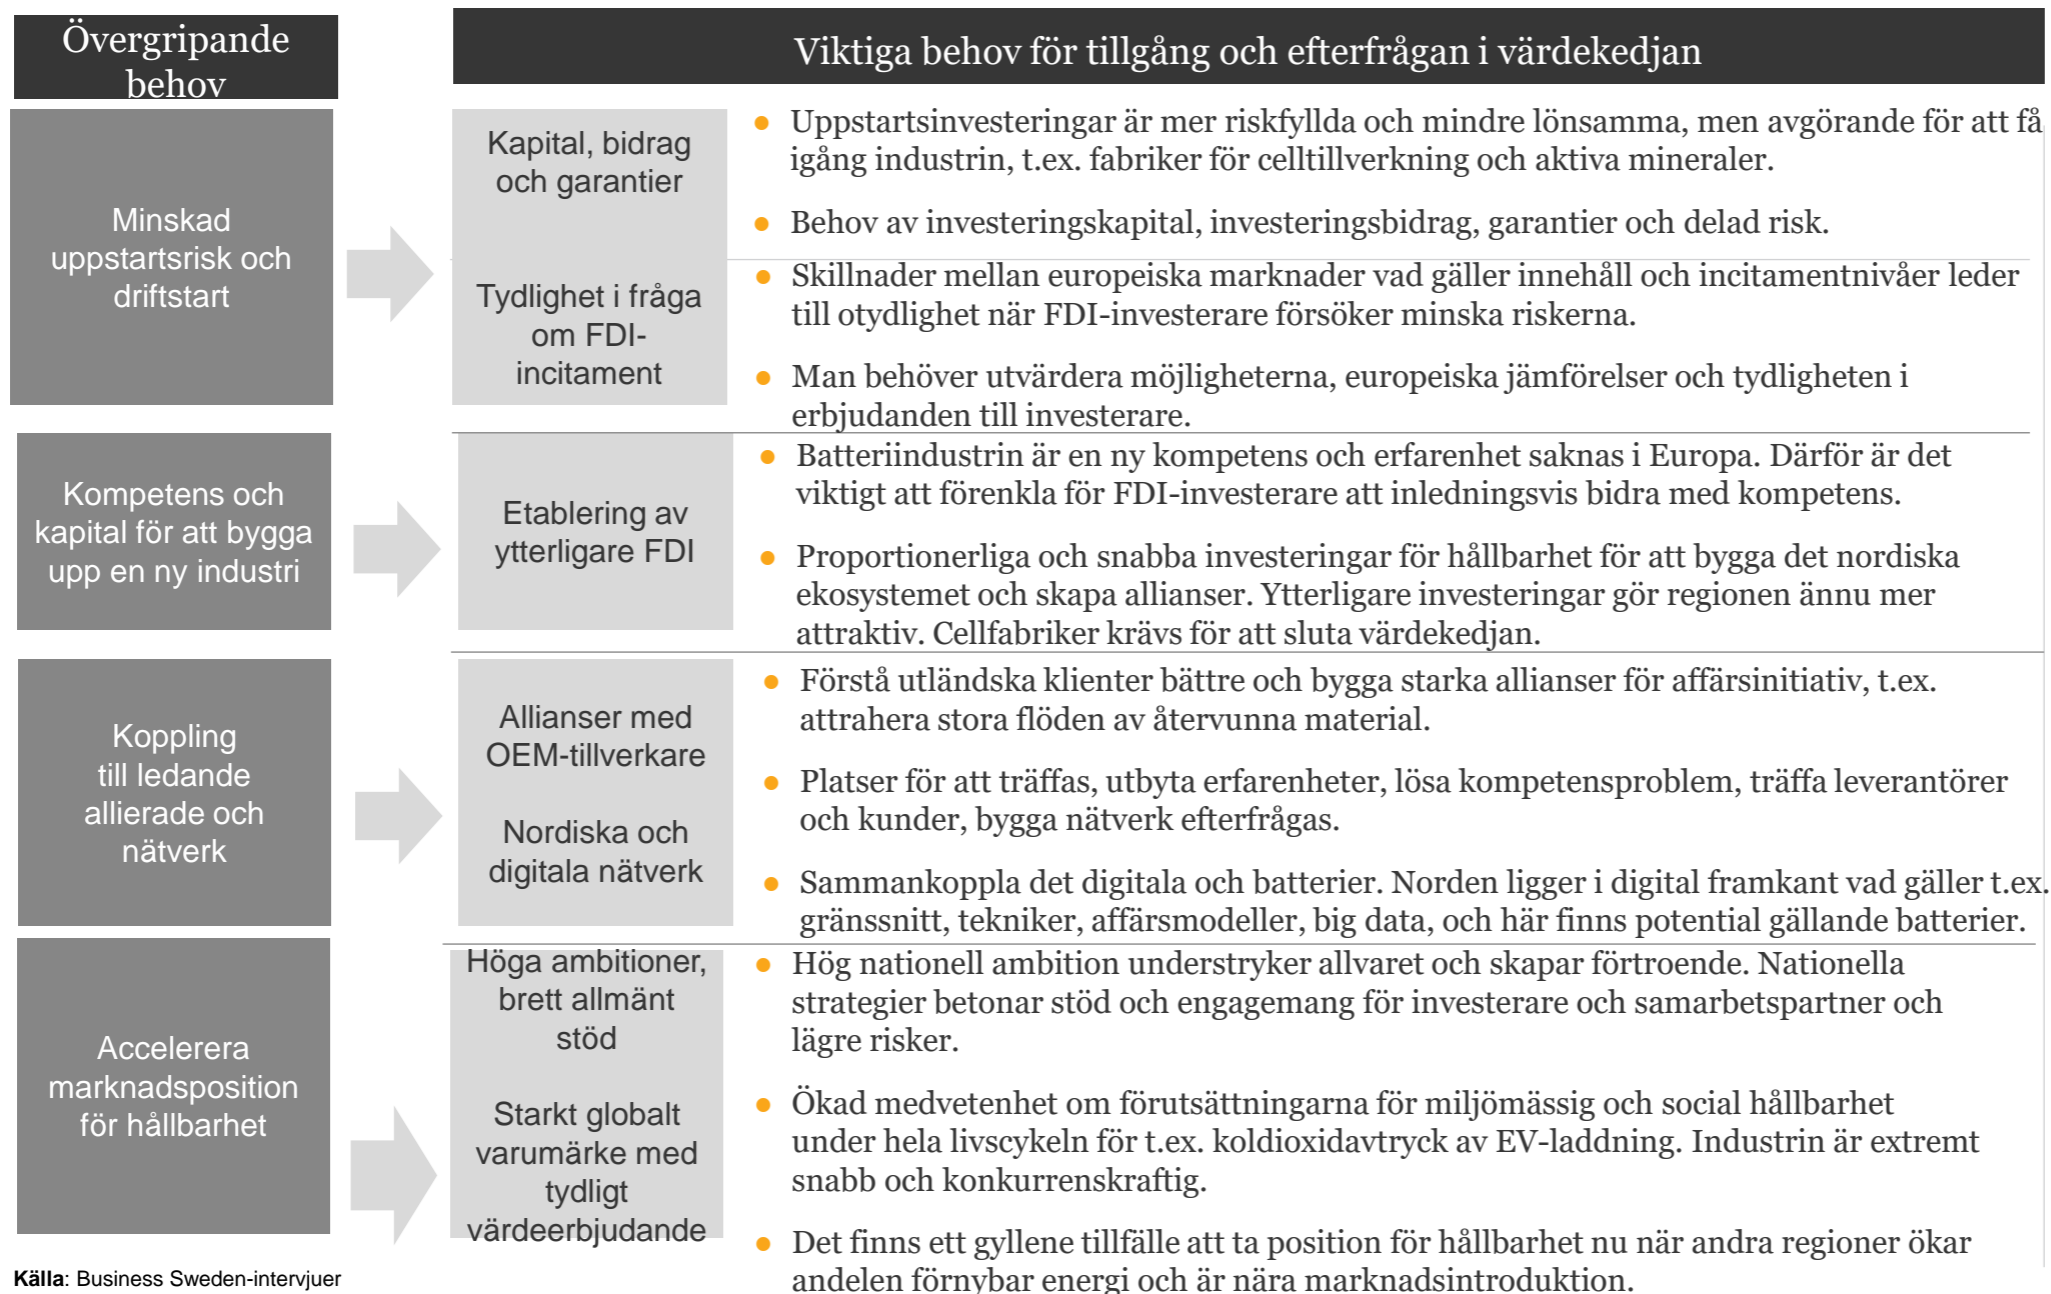 Övergripande
behov
Viktiga behov för tillgång och efterfrågan i värdekedjan
Minskad
uppstartsrisk och
driftstart
Kapital, bidrag
och garantier
Uppstartsinvesteringar är mer riskfyllda och mindre lönsamma, men avgörande för att få
igång industrin, t.ex. fabriker för celltillverkning och aktiva mineraler.
Behov av investeringskapital, investeringsbidrag, garantier och delad risk.
Tydlighet i fråga
om FDI-
incitament
Skillnader mellan europeiska marknader vad gäller innehåll och incitamentnivåer leder
till otydlighet när FDI-investerare försöker minska riskerna.
Man behöver utvärdera möjligheterna, europeiska jämförelser och tydligheten i
erbjudanden till investerare.
Kompetens och
kapital för att bygga
upp en ny industri
Etablering av
ytterligare FDI
Batteriindustrin är en ny kompetens och erfarenhet saknas i Europa. Därför är det
viktigt att förenkla för FDI-investerare att inledningsvis bidra med kompetens.
Proportionerliga och snabba investeringar för hållbarhet för att bygga det nordiska
ekosystemet och skapa allianser. Ytterligare investeringar gör regionen ännu mer
attraktiv. Cellfabriker krävs för att sluta värdekedjan.
Koppling
till ledande
allierade och
nätverk
Allianser med
OEM-tillverkare
Nordiska och
digitala nätverk
Förstå utländska klienter bättre och bygga starka allianser för affärsinitiativ, t.ex.
attrahera stora flöden av återvunna material.
Platser för att träffas, utbyta erfarenheter, lösa kompetensproblem, träffa leverantörer
och kunder, bygga nätverk efterfrågas.
Sammankoppla det digitala och batterier. Norden ligger i digital framkant vad gäller t.ex.
gränssnitt, tekniker, affärsmodeller, big data, och här finns potential gällande batterier.
Accelerera
marknadsposition
för hållbarhet
Höga ambitioner,
brett allmänt
stöd
Starkt globalt
varumärke med
tydligt
värdeerbjudande
Hög nationell ambition understryker allvaret och skapar förtroende. Nationella
strategier betonar stöd och engagemang för investerare och samarbetspartner och
lägre risker.
Ökad medvetenhet om förutsättningarna för miljömässig och social hållbarhet
under hela livscykeln för t.ex. koldioxidavtryck av EV-laddning. Industrin är extremt
snabb och konkurrenskraftig.
Det finns ett gyllene tillfälle att ta position för hållbarhet nu när andra regioner ökar
andelen förnybar energi och är nära marknadsintroduktion.
Källa: Business Sweden-intervjuer